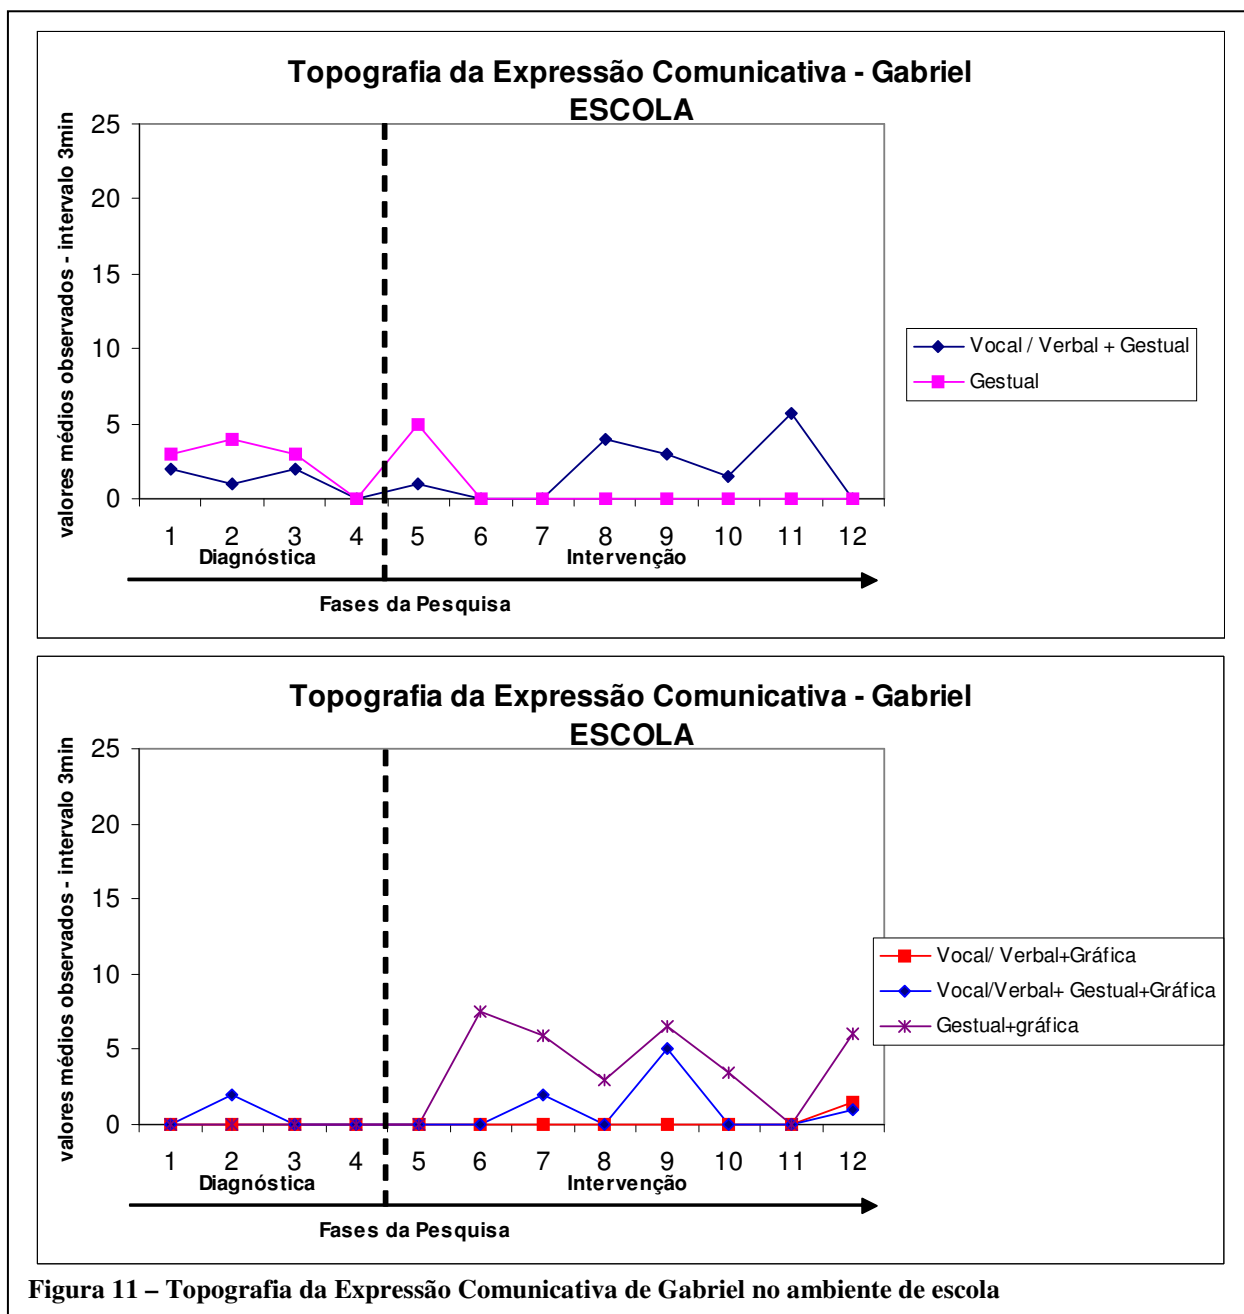 Topografia da Expressão Comunicativa - Gabriel
ESCOLA
valores médios observados - intervalo 3min
25
20
15
10
5
0
1 2 3 4 5 6 7 8 9 10 11 12
Diagnóstica Intervenção
Fases da Pesquisa
Vocal / Verbal + Gestual
Gestual
Topografia da Expressão Comunicativa - Gabriel
ESCOLA
valores médios observados - intervalo 3min
25
20
15
10
5
0
1 2 3 4 5 6 7 8 9 10 11 12
Diagnóstica Intervenção
Fases da Pesquisa
Vocal/ Verbal+Gráfica
Vocal/Verbal+ Gestual+Gráfica
Gestual+gráfica
Figura 11 – Topografia da Expressão Comunicativa de Gabriel no ambiente de escola